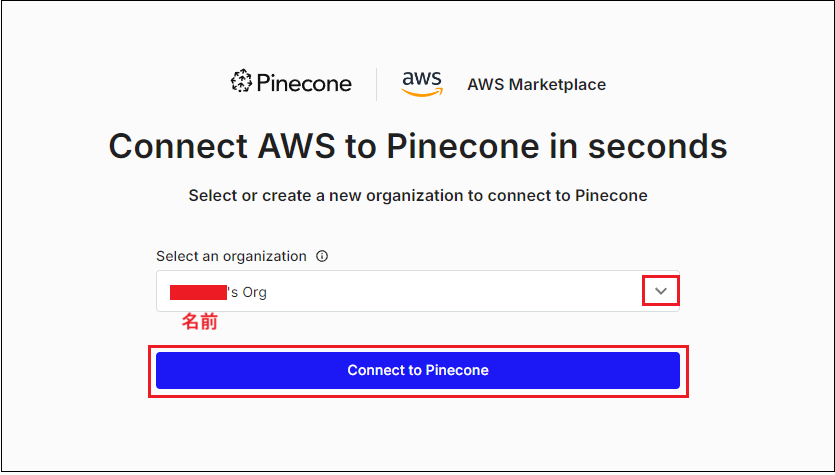 Pinecone
aws
AWS Marketplace
Connect AWS to Pinecone in seconds
Select or create a new organization to connect to Pinecone
Select an organization
's Org
名前
Connect to Pinecone